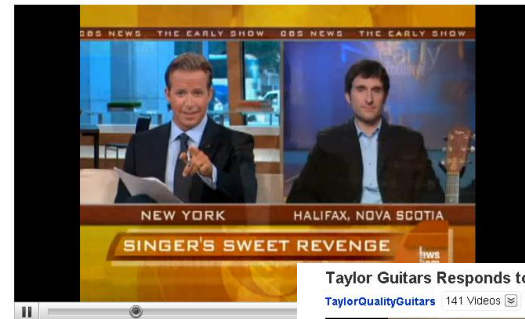 CBS NEWS THE EARLY SHOW CBS NEWS THE EARLY SHOW
NEW YORK HALIFAX, NOVA SCOTIA
SINGER'S SWEET REVENGE
Taylor Guitars Responds to
TaylorQualityGuitars 141 Videos